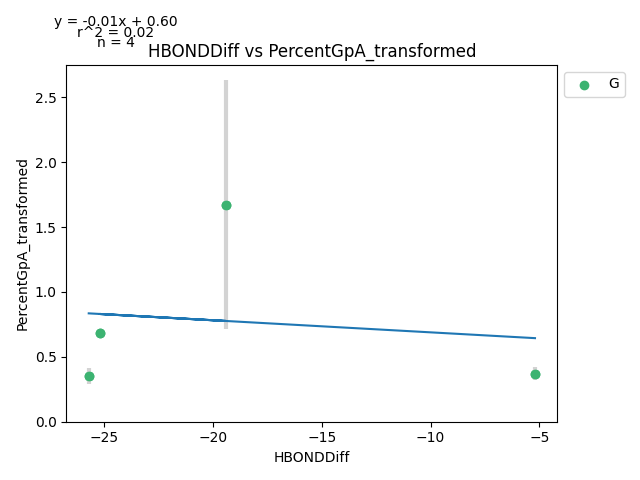 y = -0.01x + 0.60
r^2 = 0.02
n = 4
HBONDDiff vs PercentGpA_transformed
G
PercentGpA_transformed
2.5
2.0
1.5
1.0
0.5
0.0
−25
−20
−15
−10
−5
HBONDDiff